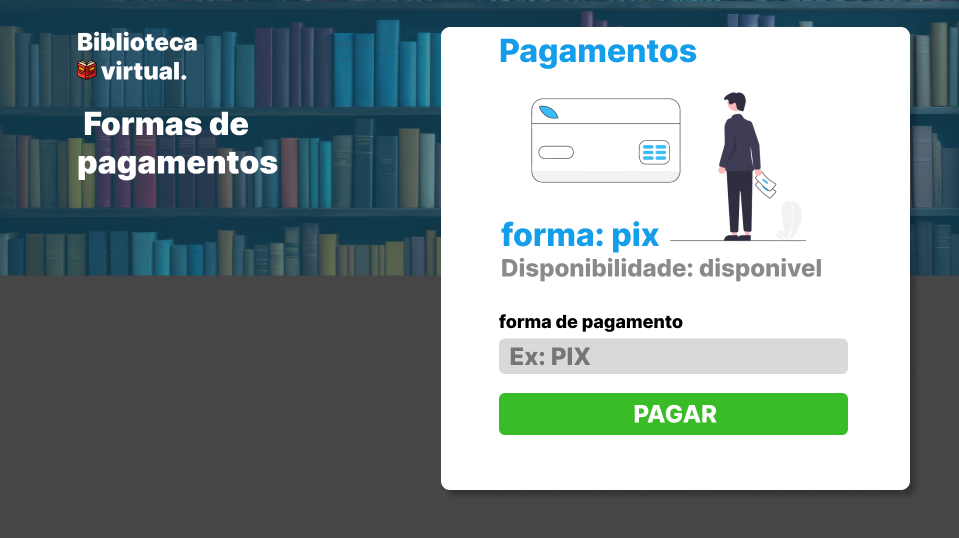 Biblioteca
virtual.
Formas de
pagamentos
Pagamentos
forma: pix
Disponibilidade: disponivel
forma de pagamento
Ex: PIX
PAGAR